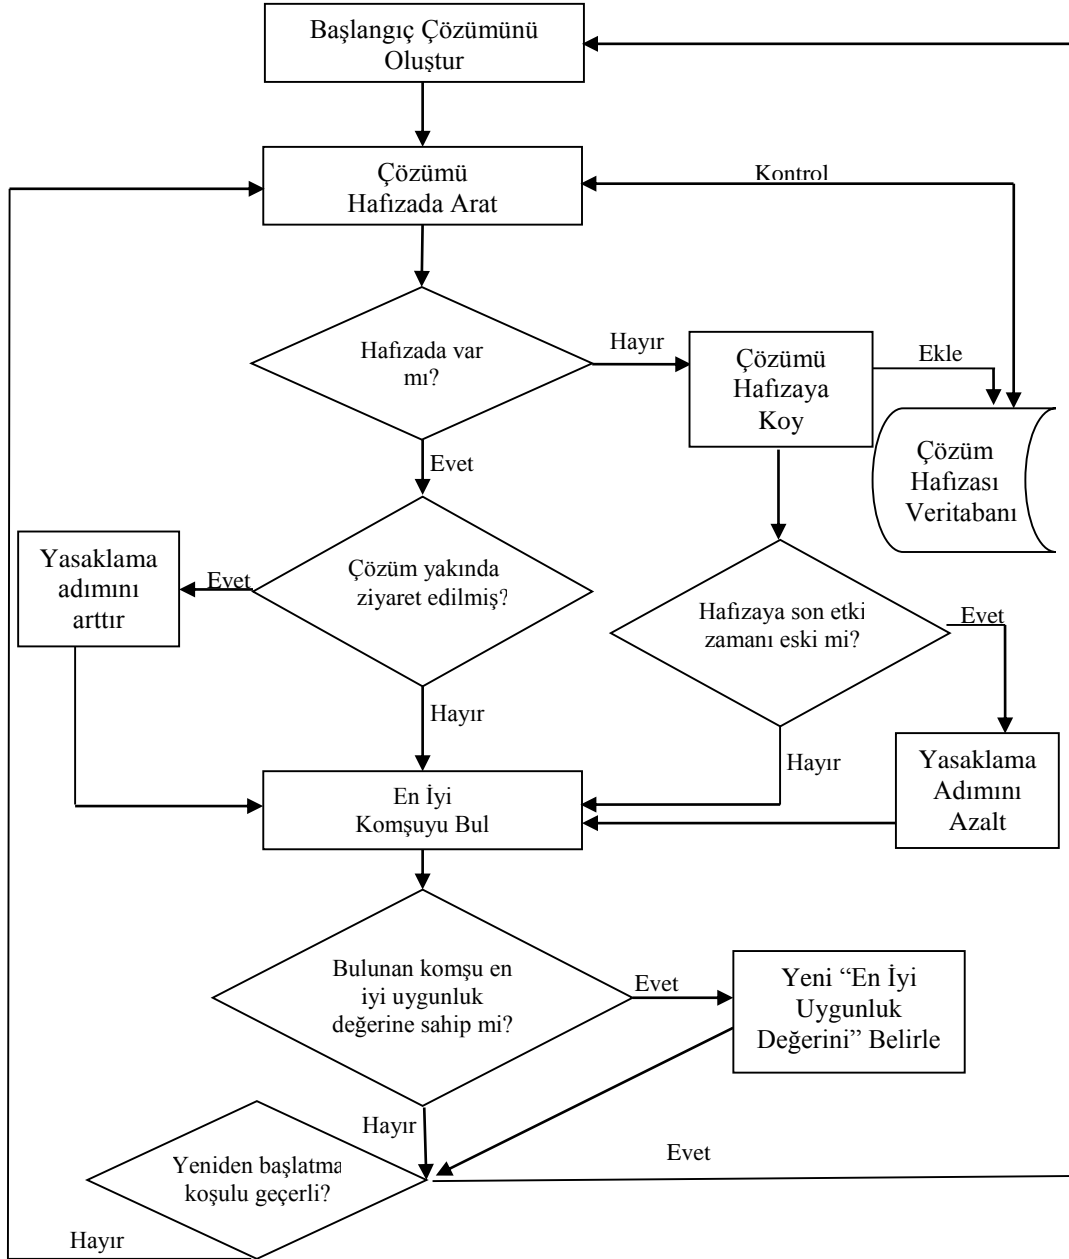 Başlangıç Çözümünü
Oluştur
Çözümü
Hafızada Arat
Kontrol
Hafızada var
mı?
Hayır
Çözümü
Hafızaya
Koy
Ekle
Çözüm
Hafızası
Veritabanı
Evet
Yasaklama
adımını
arttır
Evet
Çözüm yakında
ziyaret edilmiş?
Hafızaya son etki
zamanı eski mi?
Evet
Hayır
Hayır
Yasaklama
Adımını
Azalt
En İyi
Komşuyu Bul
Bulunan komşu en
iyi uygunluk
değerine sahip mi?
Evet
Yeni “En İyi
Uygunluk
Değerini” Belirle
Hayır
Yeniden başlatma
koşulu geçerli?
Evet
Hayır